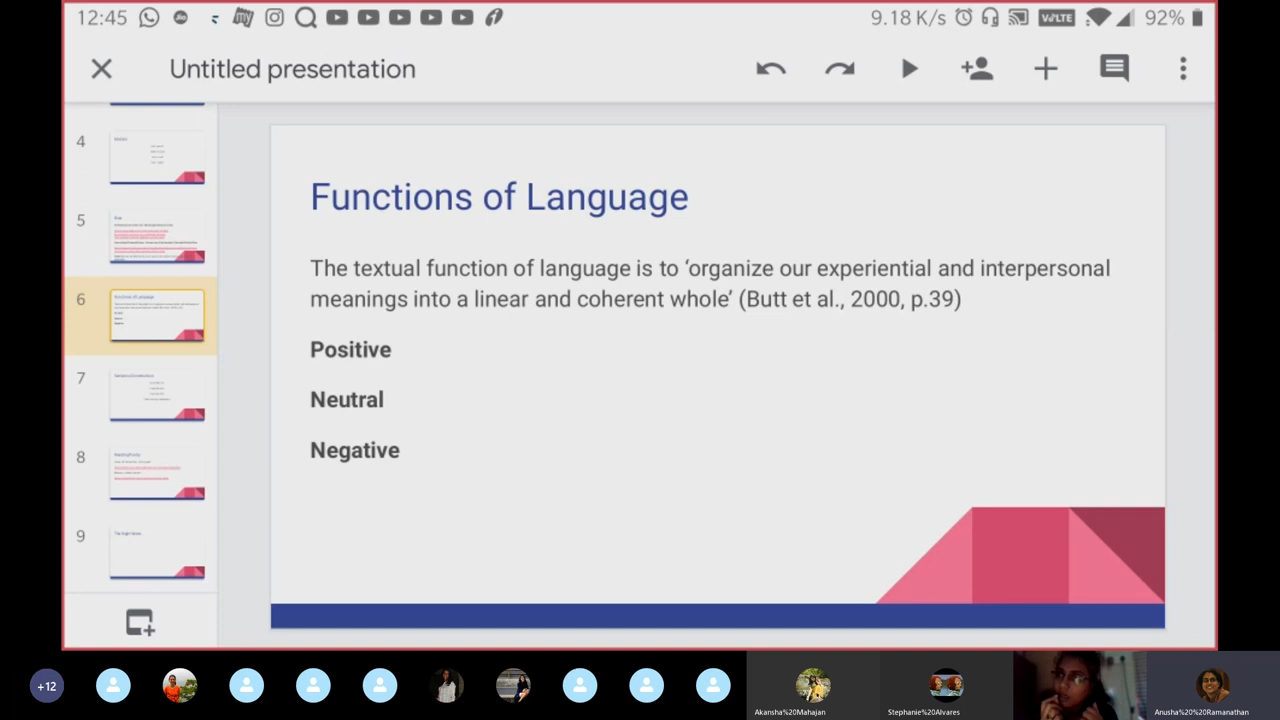 12:45
9.18 K/s
VoLTE
92%
Untitled presentation
4
5
6
7
8
9
Functions of Language
The textual function of language is to ‘organize our experiential and interpersonal
meanings into a linear and coherent whole’ (Butt et al., 2000, p.39)
Positive
Neutral
Negative
+12
Akansha%20Mahajan
Stephanie%20Alvares
Anusha%20%20Ramanathan